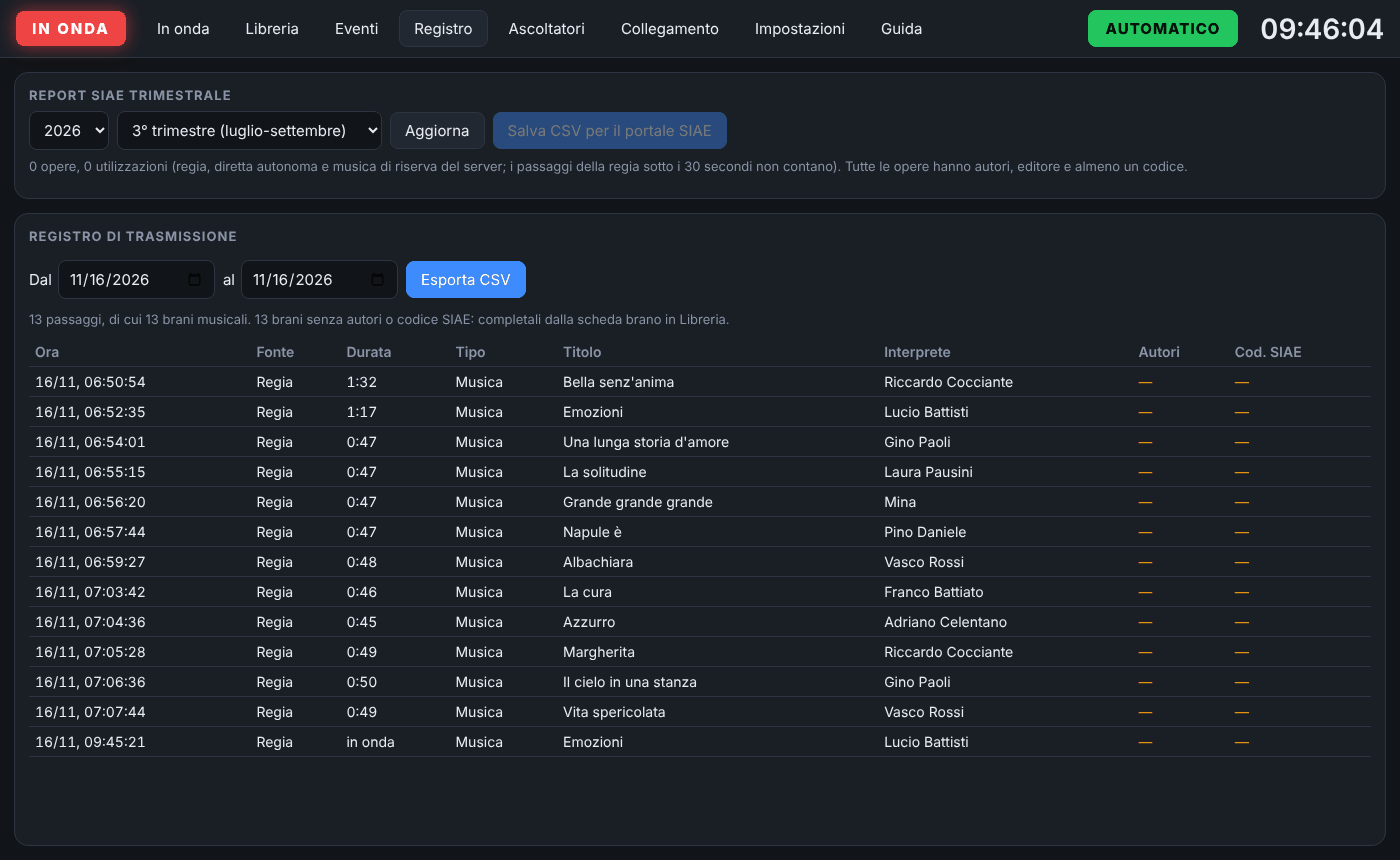 IN ONDA In onda Libreria Eventi Registro Ascoltatori Collegamento Impostazioni Guida AUTOMATICO 09:46:04
REPORT SIAE TRIMESTRALE
2026 3° trimestre (luglio-settembre) Aggiorna Salva CSV per il portale SIAE
0 opere, 0 utilizzazioni (regia, diretta autonoma e musica di riserva del server; i passaggi della regia sotto i 30 secondi non contano). Tutte le opere hanno autori, editore e almeno un codice.
REGISTRO DI TRASMISSIONE
Dal 11/16/2026 al 11/16/2026 Esporta CSV
13 passaggi, di cui 13 brani musicali. 13 brani senza autori o codice SIAE: completali dalla scheda brano in Libreria.
Ora Fonte Durata Tipo Titolo Interprete Autori Cod. SIAE
16/11, 06:50:54 Regia 1:32 Musica Bella senz'anima Riccardo Cocciante — —
16/11, 06:52:35 Regia 1:17 Musica Emozioni Lucio Battisti — —
16/11, 06:54:01 Regia 0:47 Musica Una lunga storia d'amore Gino Paoli — —
16/11, 06:55:15 Regia 0:47 Musica La solitudine Laura Pausini — —
16/11, 06:56:20 Regia 0:47 Musica Grande grande grande Mina — —
16/11, 06:57:44 Regia 0:47 Musica Napule è Pino Daniele — —
16/11, 06:59:27 Regia 0:48 Musica Albachiara Vasco Rossi — —
16/11, 07:03:42 Regia 0:46 Musica La cura Franco Battiato — —
16/11, 07:04:36 Regia 0:45 Musica Azzurro Adriano Celentano — —
16/11, 07:05:28 Regia 0:49 Musica Margherita Riccardo Cocciante — —
16/11, 07:06:36 Regia 0:50 Musica Il cielo in una stanza Gino Paoli — —
16/11, 07:07:44 Regia 0:49 Musica Vita spericolata Vasco Rossi — —
16/11, 09:45:21 Regia in onda Musica Emozioni Lucio Battisti — —